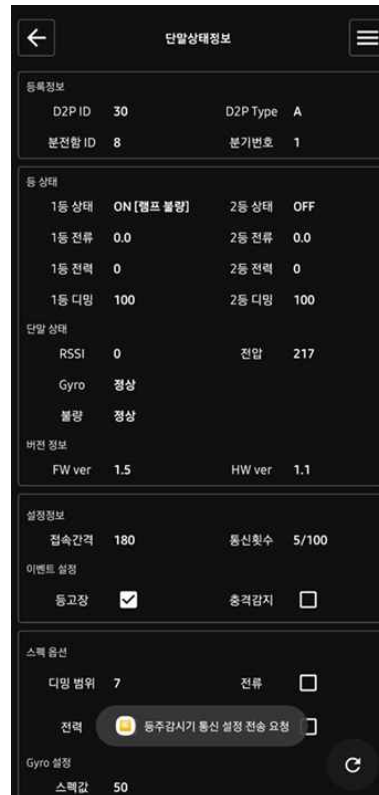 단말상태정보
등록정보
D2P ID 30 D2P Type A
분전함 ID 8 분기번호 1
등 상태
1등 상태 ON [램프 불량] 2등 상태 OFF
1등 전류 0.0 2등 전류 0.0
1등 전력 0 2등 전력 0
1등 디밍 100 2등 디밍 100
단말 상태
RSSI 0 전압 217
Gyro 정상
불량 정상
버전 정보
FW ver 1.5 HW ver 1.1
설정정보
접속간격 180 통신횟수 5/100
이벤트 설정
등고장 충격감지
스펙 옵션
디밍 범위 7 전류
전력 등주감시기 통신 설정 전송 요청
Gyro 설정
스펙값 50